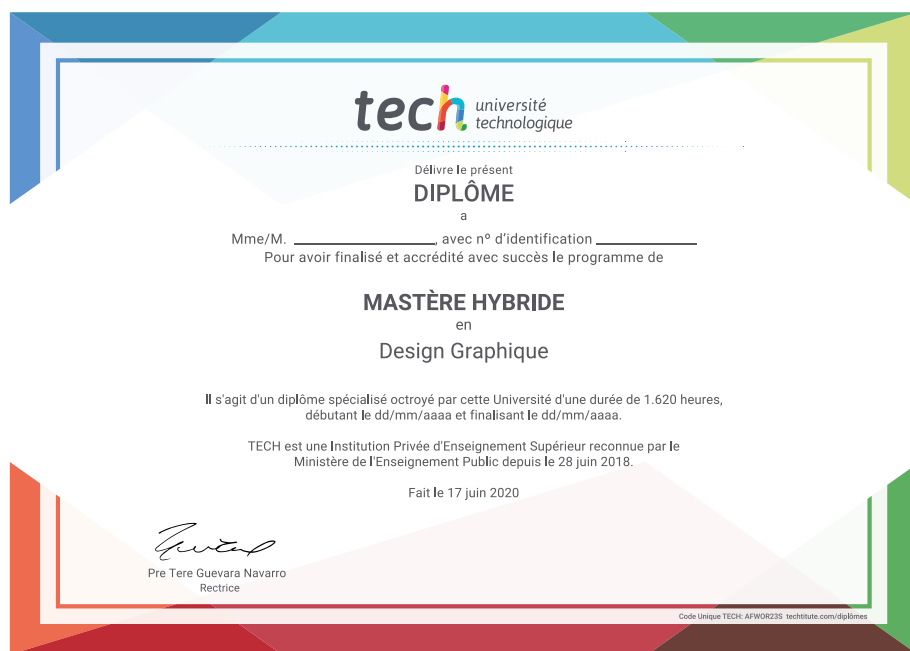 tech université
technologique
Délivre le présent
DIPLÔME
a
Mme/M. ________________, avec nº d'identification ____________
Pour avoir finalisé et accrédité avec succès le programme de
MASTÈRE HYBRIDE
en
Design Graphique
Il s'agit d'un diplôme spécialisé octroyé par cette Université d'une durée de 1.620 heures,
débutant le dd/mm/aaaa et finalisant le dd/mm/aaaa.
TECH est une Institution Privée d'Enseignement Supérieur reconnue par le
Ministère de l'Enseignement Public depuis le 28 juin 2018.
Fait le 17 juin 2020
Pre Tere Guevara Navarro
Rectrice
Code Unique TECH: AFWOR23S techtitute.com/diplômes